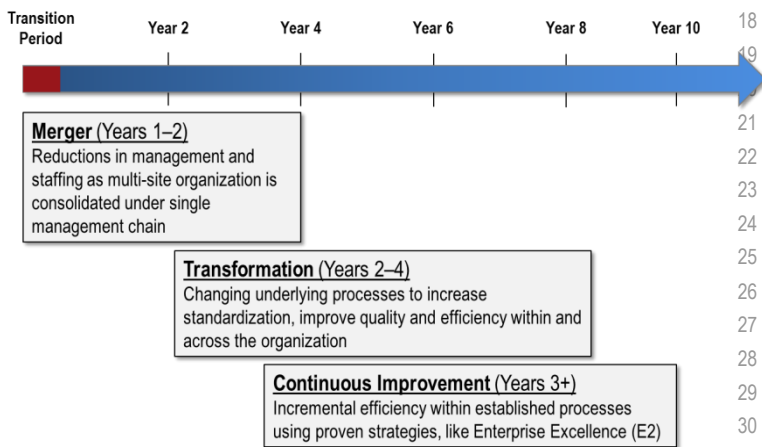 Transition Period
Year 2
Year 4
Year 6
Year 8
Year 10
Merger (Years 1–2)
Reductions in management and
staffing as multi-site organization is
consolidated under single
management chain
Transformation (Years 2–4)
Changing underlying processes to increase
standardization, improve quality and efficiency within and
across the organization
Continuous Improvement (Years 3+)
Incremental efficiency within established processes
using proven strategies, like Enterprise Excellence (E2)
18
19
21
22
23
24
25
26
27
28
29
30